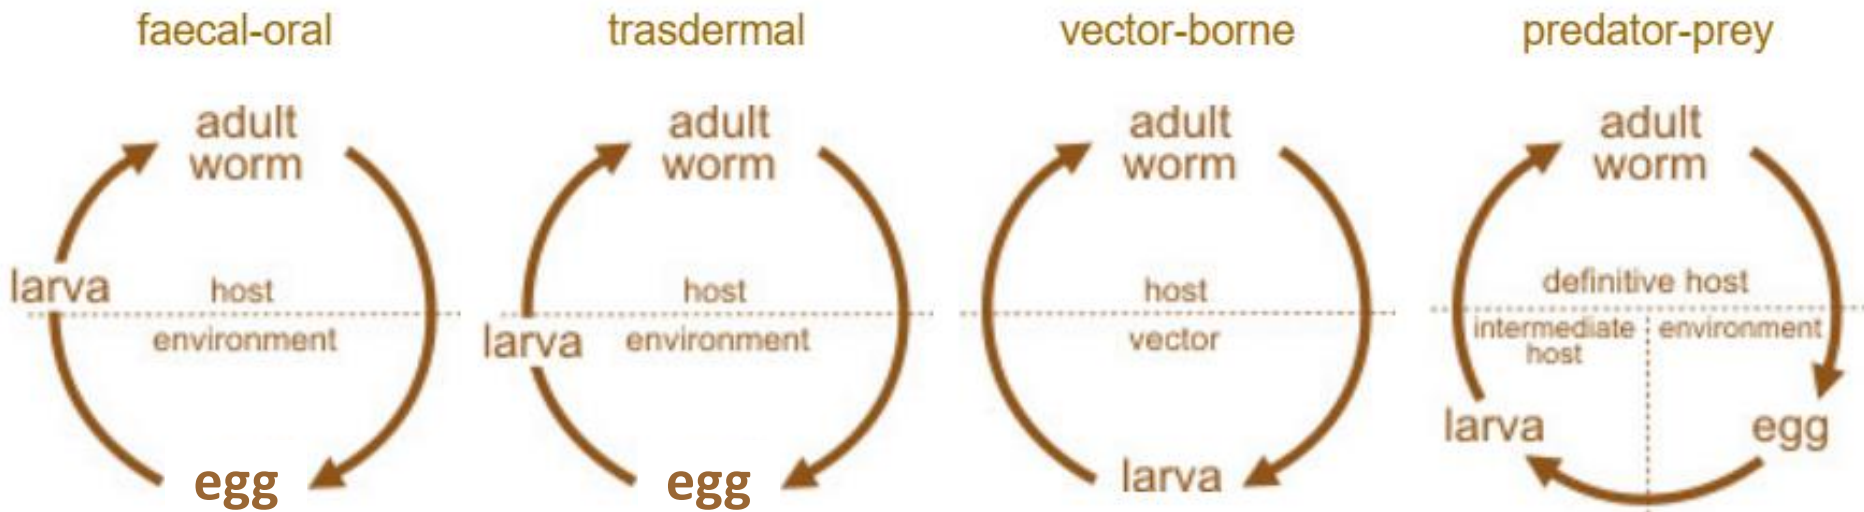 faecal-oral
adult
worm
larva
host
environment
egg
trasdermal
adult
worm
host
larva
environment
egg
vector-borne
adult
worm
host
vector
larva
predator-prey
adult
worm
definitive host
intermediate
host
environment
larva
egg